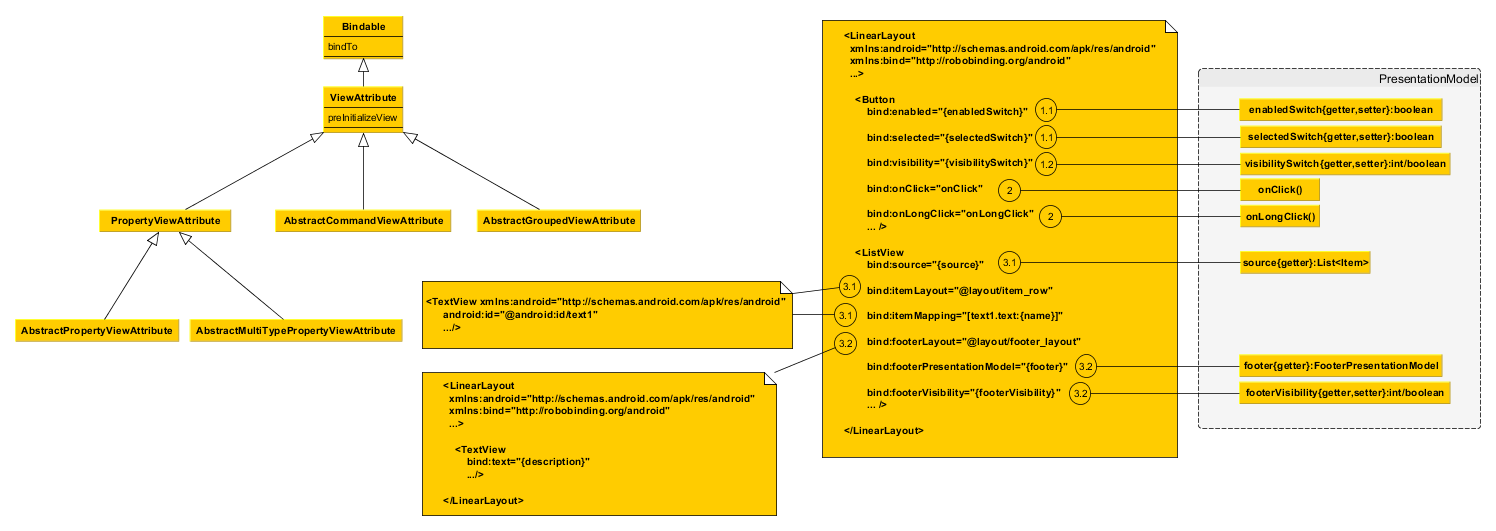 Bindable
bindTo
ViewAttribute
preInitializeView
PropertyViewAttribute
AbstractCommandViewAttribute
AbstractGroupedViewAttribute
AbstractPropertyViewAttribute
AbstractMultiTypePropertyViewAttribute
<TextView xmlns:android="http://schemas.android.com/apk/res/android"
android:id="@android:id/text1"
.../>
<LinearLayout
xmlns:android="http://schemas.android.com/apk/res/android"
xmlns:bind="http://robobinding.org/android"
...>
<TextView
bind:text="{description}"
.../>
</LinearLayout>
<LinearLayout
xmlns:android="http://schemas.android.com/apk/res/android"
xmlns:bind="http://robobinding.org/android"
...>
<Button
bind:enabled="{enabledSwitch}" 1.1
bind:selected="{selectedSwitch}" 1.1
bind:visibility="{visibilitySwitch}" 1.2
bind:onClick="onClick" 2
bind:onLongClick="onLongClick" 2
... />
<ListView
bind:source="{source}" 3.1
3.1 bind:itemLayout="@layout/item_row"
3.1 bind:itemMapping="[text1.text:{name}]"
3.2 bind:footerLayout="@layout/footer_layout"
bind:footerPresentationModel="{footer}" 3.2
bind:footerVisibility="{footerVisibility}" 3.2
... />
</LinearLayout>
PresentationModel
enabledSwitch{getter,setter}:boolean
selectedSwitch{getter,setter}:boolean
visibilitySwitch{getter,setter}:int/boolean
onClick()
onLongClick()
source{getter}:List<Item>
footer{getter}:FooterPresentationModel
footerVisibility{getter,setter}:int/boolean